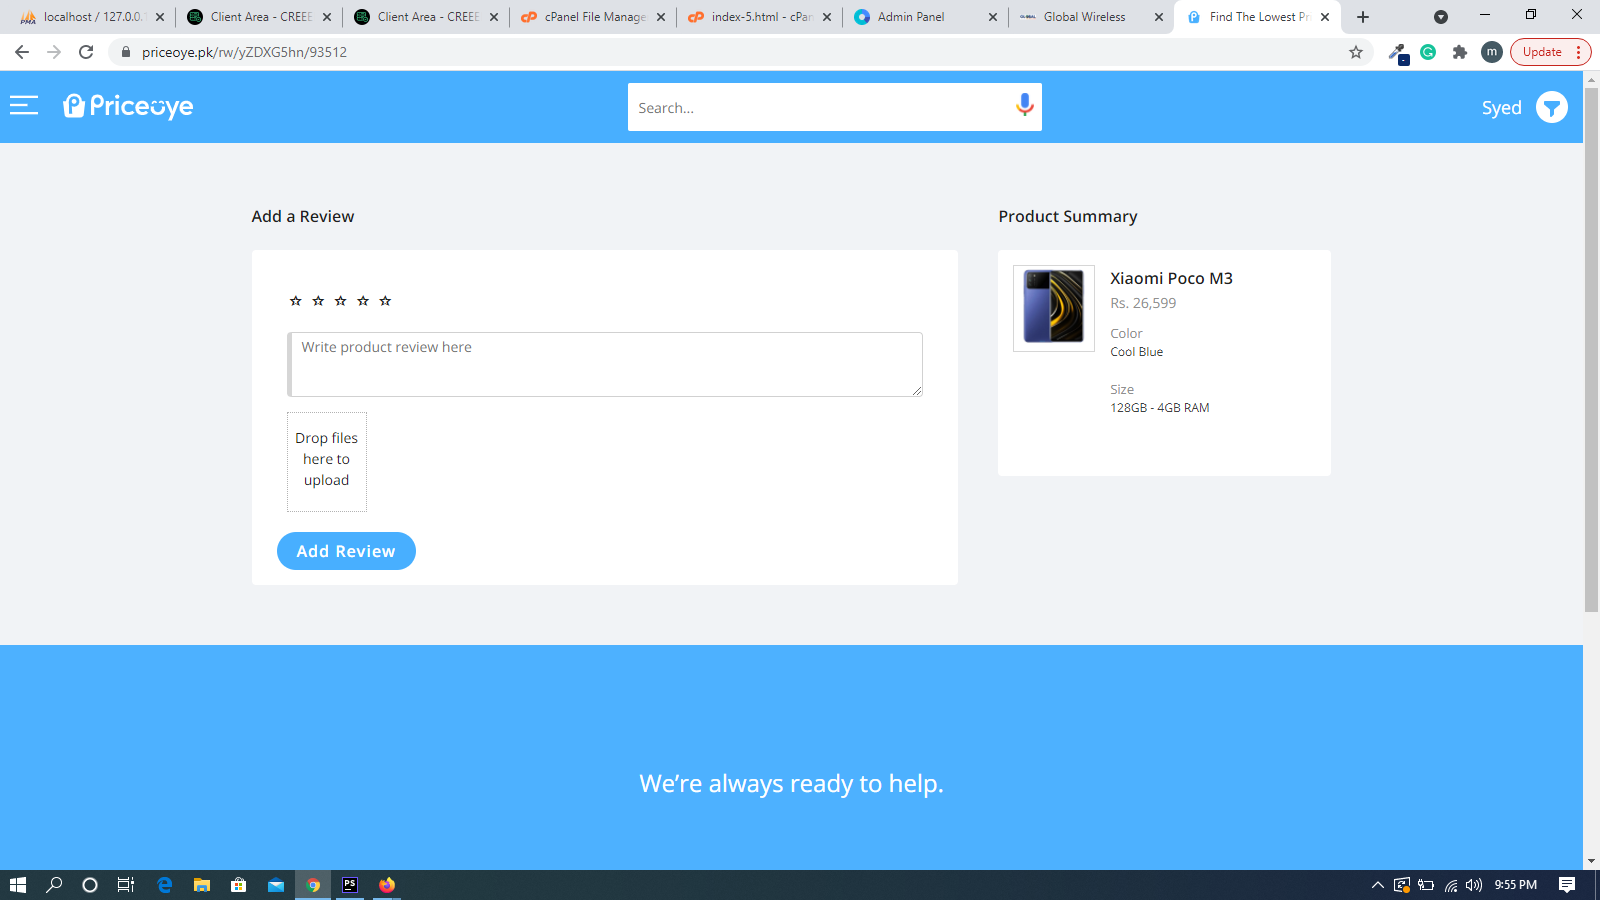 localhost / 127.0.0.1
Client Area - CREEE
Client Area - CREEE
cPanel File Manage
index-5.html - cPan
Admin Panel
Global Wireless
Find The Lowest Pri
priceoye.pk/rw/yZDXG5hn/93512
m
Update
Priceoye
Search...
Syed
Add a Review
Product Summary
Write product review here
Drop files
here to
upload
Add Review
Xiaomi Poco M3
Rs. 26,599
Color
Cool Blue
Size
128GB - 4GB RAM
We're always ready to help.
PS
9:55 PM